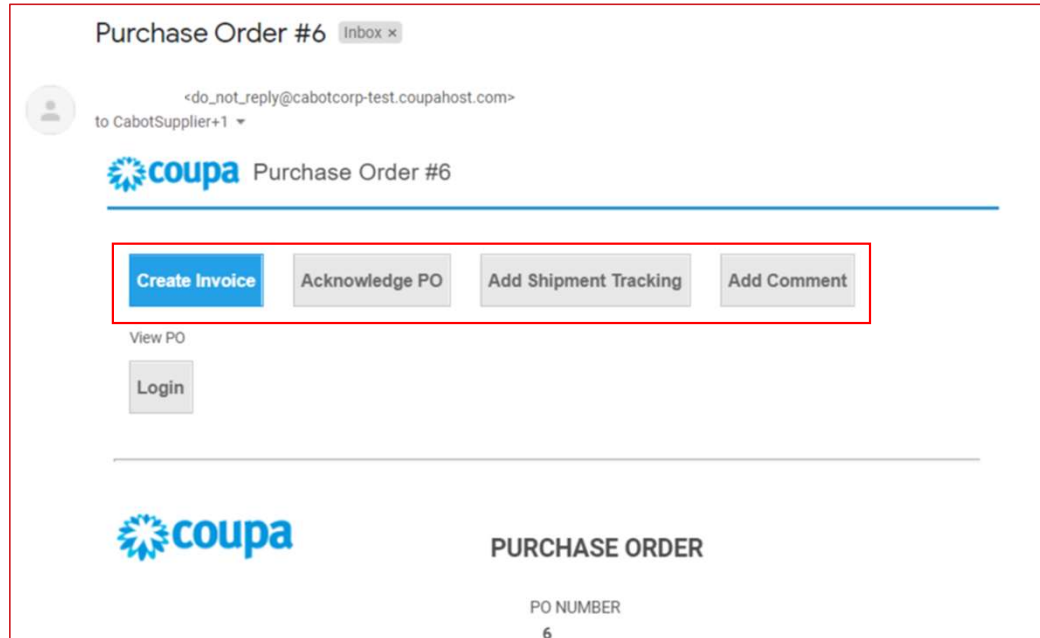 Purchase Order #6 Inbox ×
<do_not_reply@cabotcorp-test.coupahost.com>
to CabotSupplier+1
coupa Purchase Order #6
Create Invoice Acknowledge PO Add Shipment Tracking Add Comment
View PO
Login
coupa
PURCHASE ORDER
PO NUMBER
6